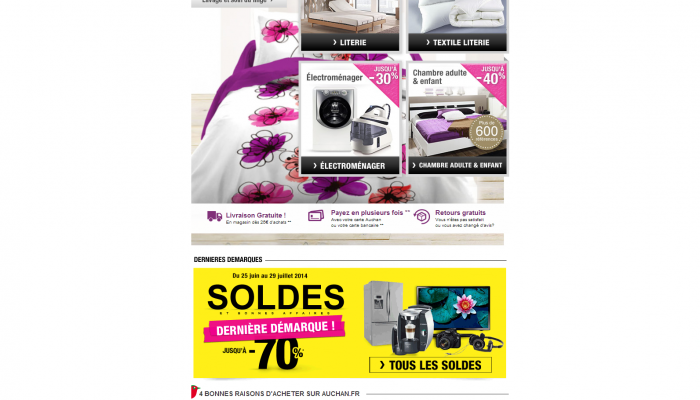 Lavage et soin du linge
LITERIE
TEXTILE LITERIE
Électroménager
JUSQU'À
-30%
Chambre adulte
& enfant
JUSQU'À
-40%
Plus de
600
références
ÉLECTROMÉNAGER
CHAMBRE ADULTE & ENFANT
Livraison Gratuite !
En magasin dès 25€ d'achats **
Payez en plusieurs fois **
Avec votre carte Auchan
ou votre carte bancaire **
Retours gratuits
Vous n'êtes pas satisfait
ou vous avez changé d'avis?
DERNIERES DEMARQUES
Du 25 juin au 29 juillet 2014
SOLDES
ET BONNES AFFAIRES
DERNIÈRE DÉMARQUE !
JUSQU'À
-70%*
TOUS LES SOLDES
4 BONNES RAISONS D'ACHETER SUR AUCHAN.FR